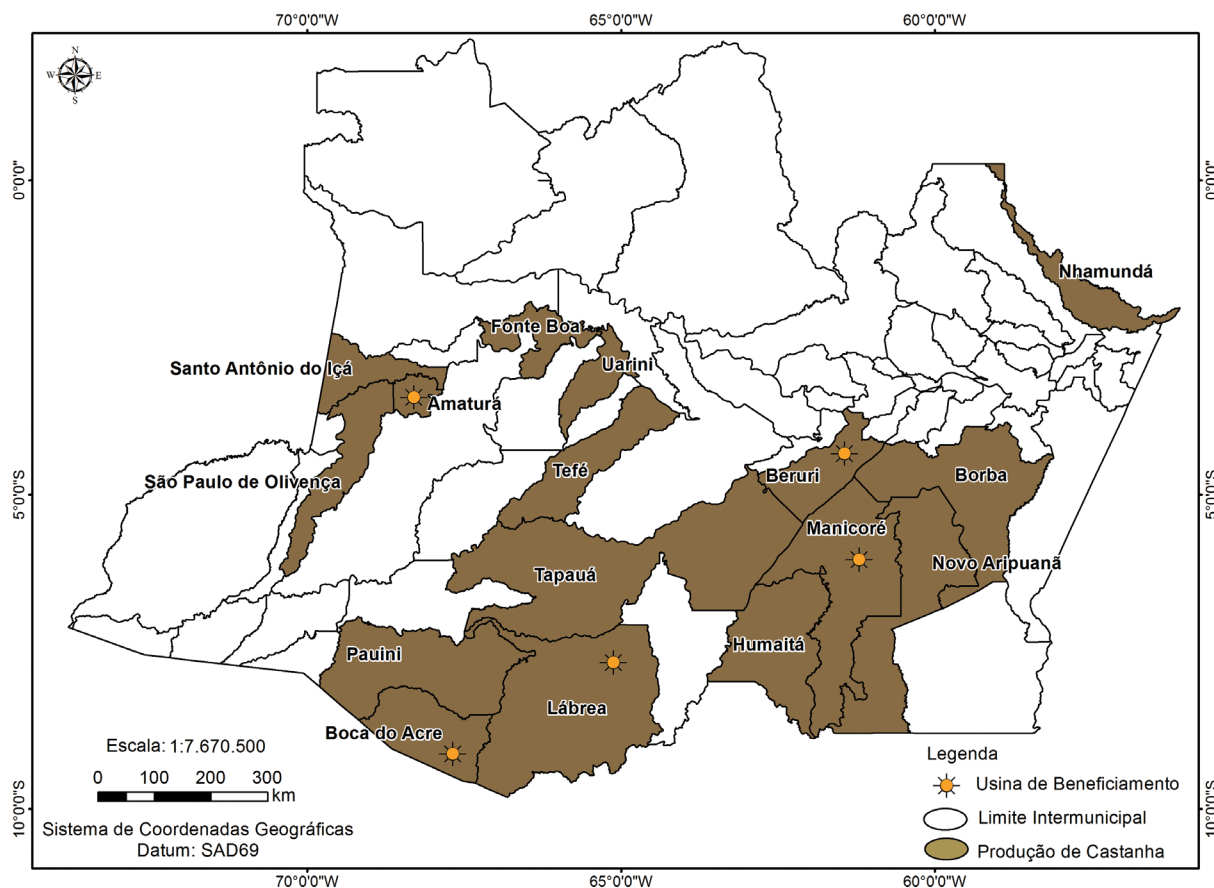 70°0'0"W 65°0'0"W 60°0'0"W
N
W E
S
0°0'0" 0°0'0"
Nhamundá
Fonte Boa
Santo Antônio do Içá
Uarini
Amaturá
Tefé
Beruri
Borba
São Paulo de Olivença
5°0'0"S 5°0'0"S
Manicoré
Tapauá
Novo Aripuanã
Humaitá
Pauini
Lábrea
Boca do Acre
Escala: 1:7.670.500
0 100 200 300
km
Sistema de Coordenadas Geográficas
Datum: SAD69
Legenda
Usina de Beneficiamento
Limite Intermunicipal
Produção de Castanha
10°0'0"S 10°0'0"S
70°0'0"W 65°0'0"W 60°0'0"W